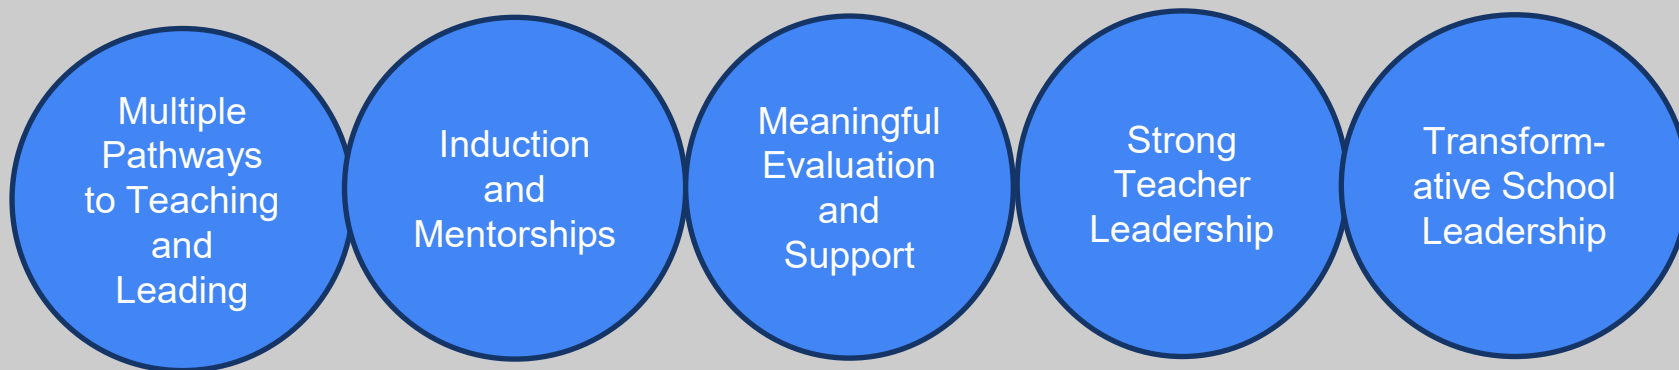 Multiple
Pathways
to Teaching
and
Leading
Induction
and
Mentorships
Meaningful
Evaluation
and
Support
Strong
Teacher
Leadership
Transform-
ative School
Leadership